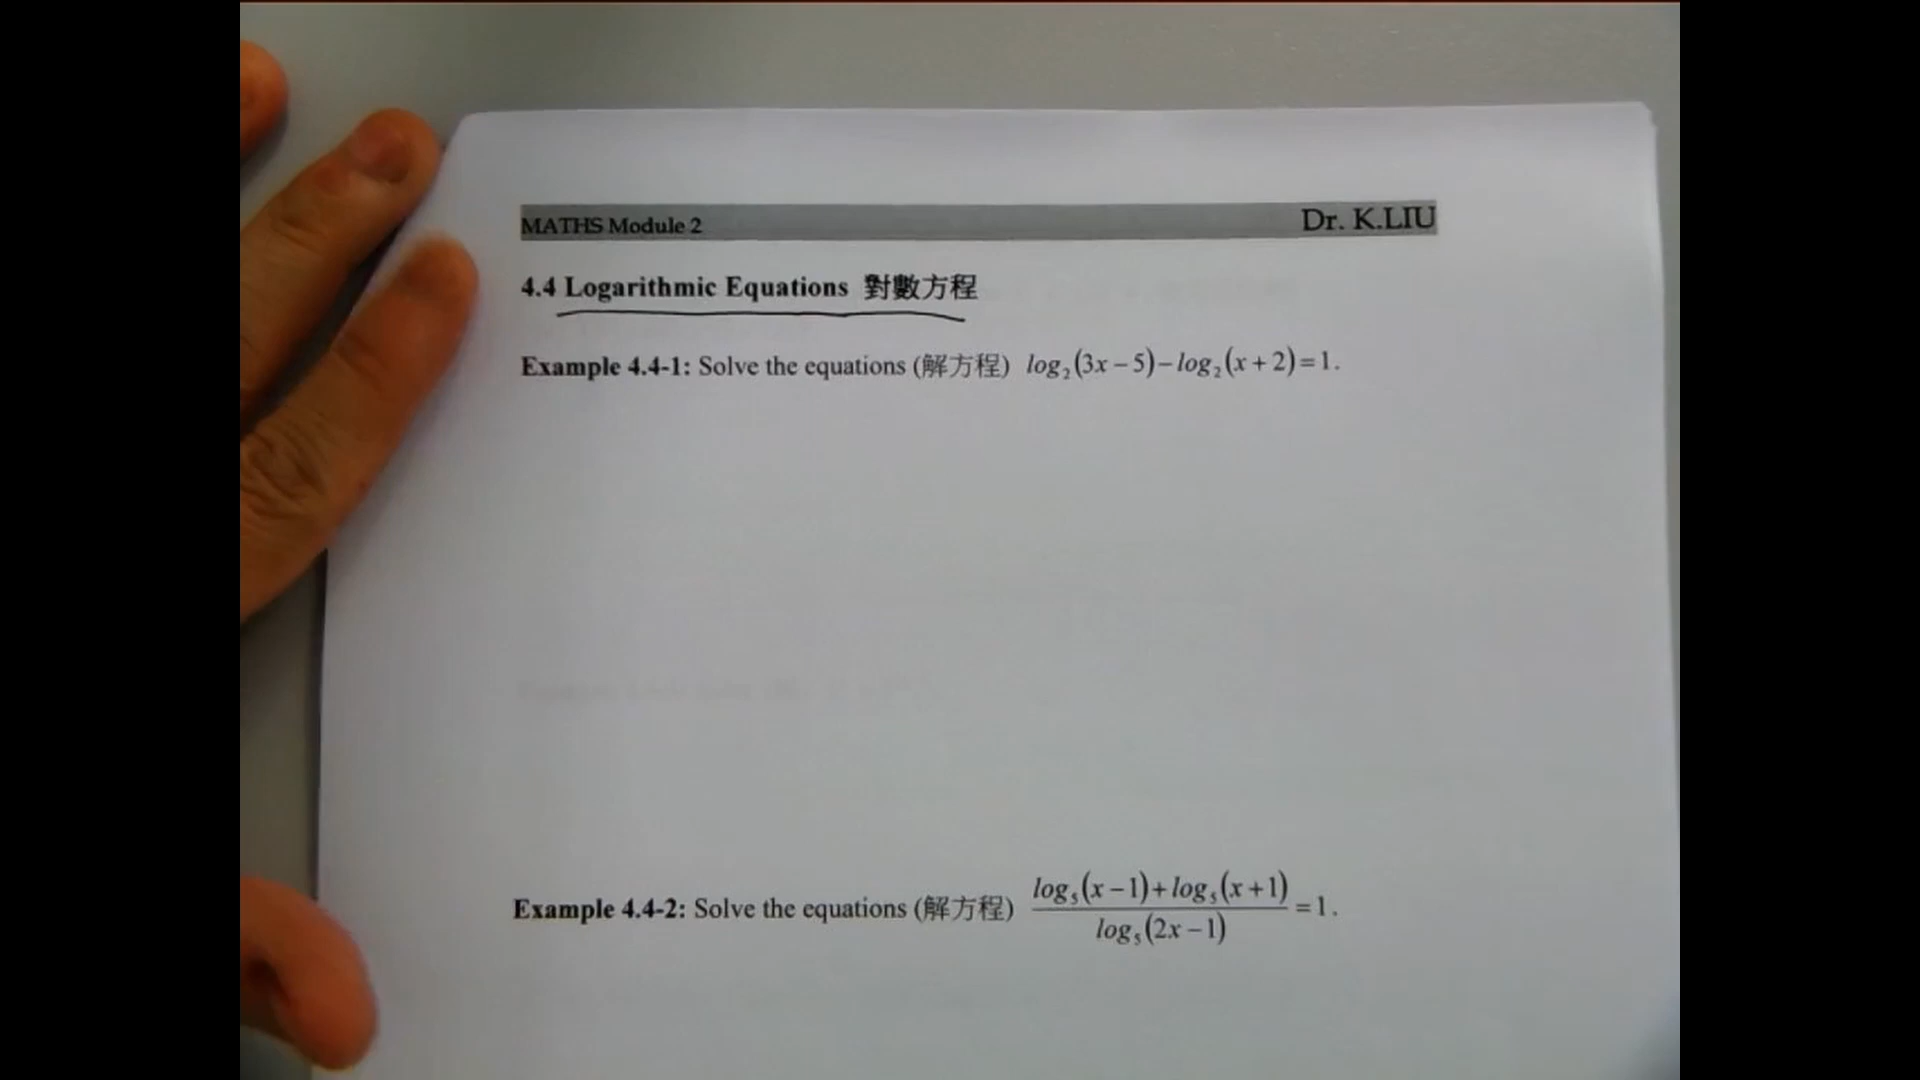 MATHS Module 2 Dr. K.LIU
4.4 Logarithmic Equations 對數方程
Example 4.4-1: Solve the equations (解方程) log₂(3x − 5) − log₂(x + 2) = 1.
Example 4.4-2: Solve the equations (解方程) (log₅(x − 1) + log₅(x + 1)) / (log₅(2x − 1)) = 1.